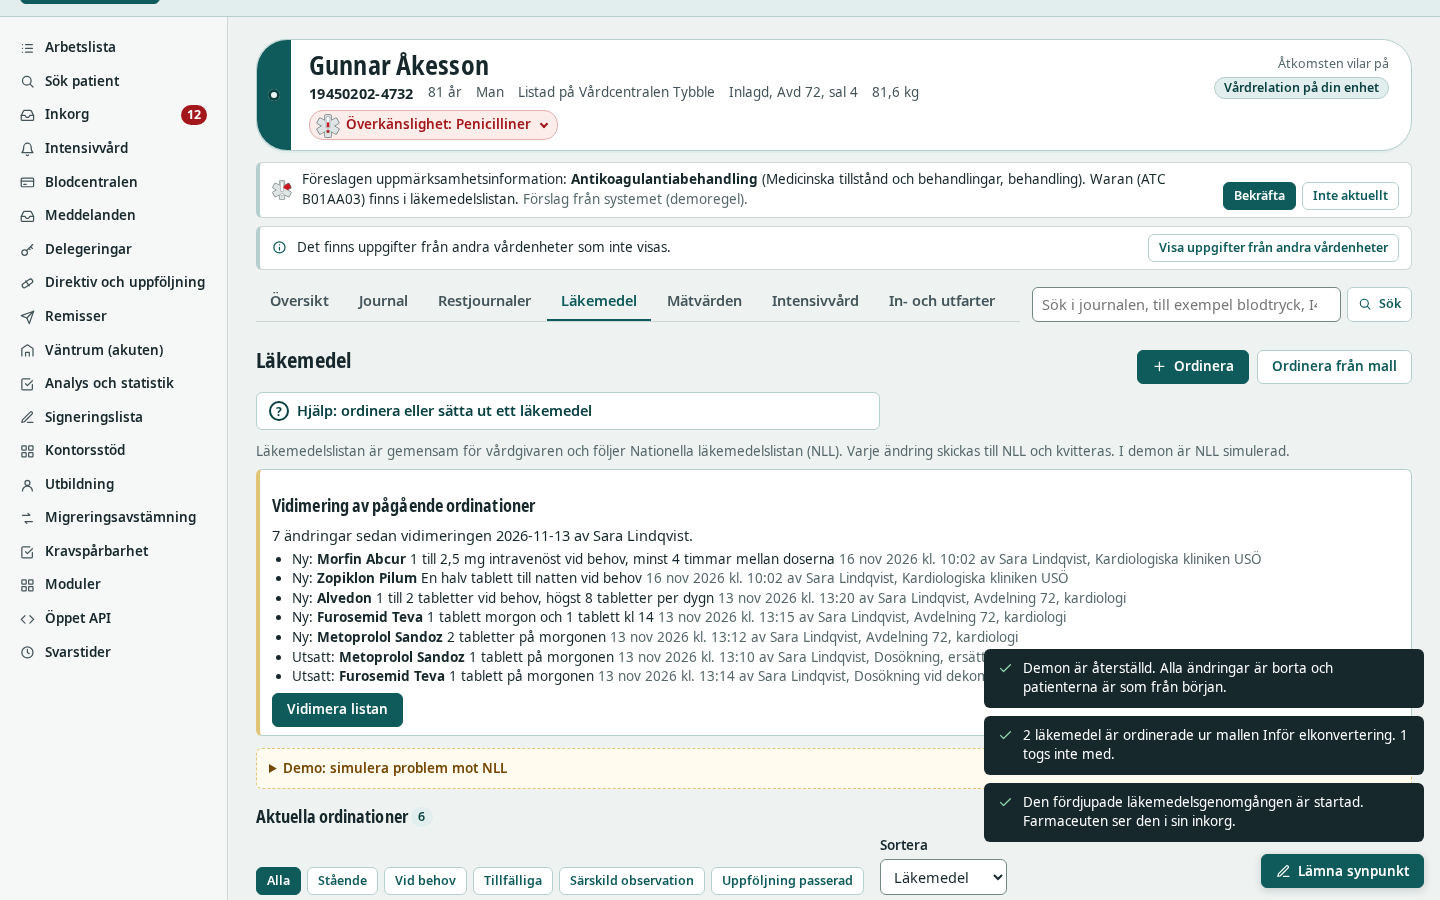 Arbetslista
Sök patient
Inkorg 12
Intensivvård
Blodcentralen
Meddelanden
Delegeringar
Direktiv och uppföljning
Remisser
Väntrum (akuten)
Analys och statistik
Signeringslista
Kontorsstöd
Utbildning
Migreringsavstämning
Kravspårbarhet
Moduler
Öppet API
Svarstider
Gunnar Åkesson
19450202-4732 81 år Man Listad på Vårdcentralen Tybble Inlagd, Avd 72, sal 4 81,6 kg
Överkänslighet: Penicilliner
Åtkomsten vilar på
Vårdrelation på din enhet
Föreslagen uppmärksamhetsinformation: Antikoagulantiabehandling (Medicinska tillstånd och behandlingar, behandling). Waran (ATC
B01AA03) finns i läkemedelslistan. Förslag från systemet (demoregel).
Bekräfta Inte aktuellt
Det finns uppgifter från andra vårdenheter som inte visas.
Visa uppgifter från andra vårdenheter
Översikt Journal Restjournaler Läkemedel Mätvärden Intensivvård In- och utfarter
Sök i journalen, till exempel blodtryck, I
Sök
Läkemedel
Ordinera Ordinera från mall
? Hjälp: ordinera eller sätta ut ett läkemedel
Läkemedelslistan är gemensam för vårdgivaren och följer Nationella läkemedelslistan (NLL). Varje ändring skickas till NLL och kvitteras. I demon är NLL simulerad.
Vidimering av pågående ordinationer
7 ändringar sedan vidimeringen 2026-11-13 av Sara Lindqvist.
Ny: Morfin Abcur 1 till 2,5 mg intravenöst vid behov, minst 4 timmar mellan doserna 16 nov 2026 kl. 10:02 av Sara Lindqvist, Kardiologiska kliniken USÖ
Ny: Zopiklon Pilum En halv tablett till natten vid behov 16 nov 2026 kl. 10:02 av Sara Lindqvist, Kardiologiska kliniken USÖ
Ny: Alvedon 1 till 2 tabletter vid behov, högst 8 tabletter per dygn 13 nov 2026 kl. 13:20 av Sara Lindqvist, Avdelning 72, kardiologi
Ny: Furosemid Teva 1 tablett morgon och 1 tablett kl 14 13 nov 2026 kl. 13:15 av Sara Lindqvist, Avdelning 72, kardiologi
Ny: Metoprolol Sandoz 2 tabletter på morgonen 13 nov 2026 kl. 13:12 av Sara Lindqvist, Avdelning 72, kardiologi
Utsatt: Metoprolol Sandoz 1 tablett på morgonen 13 nov 2026 kl. 13:10 av Sara Lindqvist, Dosökning, ersätt
Utsatt: Furosemid Teva 1 tablett på morgonen 13 nov 2026 kl. 13:14 av Sara Lindqvist, Dosökning vid dekon
Vidimera listan
Demo: simulera problem mot NLL
Aktuella ordinationer 6
Alla Stående Vid behov Tillfälliga Särskild observation Uppföljning passerad
Sortera
Läkemedel
Demon är återställd. Alla ändringar är borta och
patienterna är som från början.
2 läkemedel är ordinerade ur mallen Inför elkonvertering. 1
togs inte med.
Den fördjupade läkemedelsgenomgången är startad.
Farmaceuten ser den i sin inkorg.
Lämna synpunkt